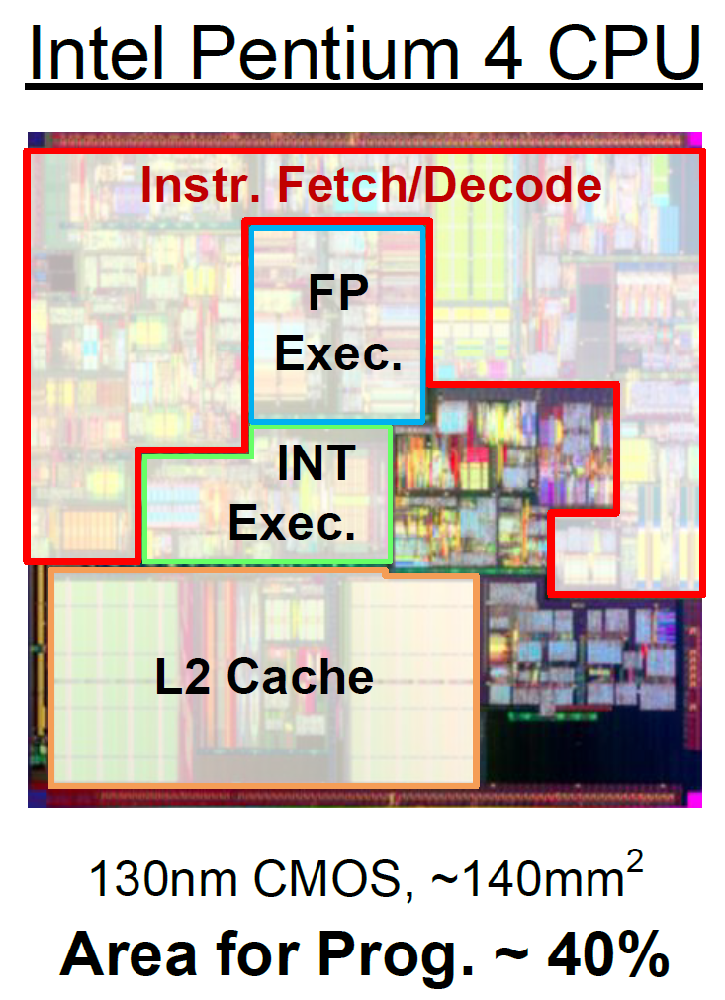 Intel Pentium 4 CPU
Instr. Fetch/Decode
FP
Exec.
INT
Exec.
L2 Cache
130nm CMOS, ~140mm²
Area for Prog. ~ 40%